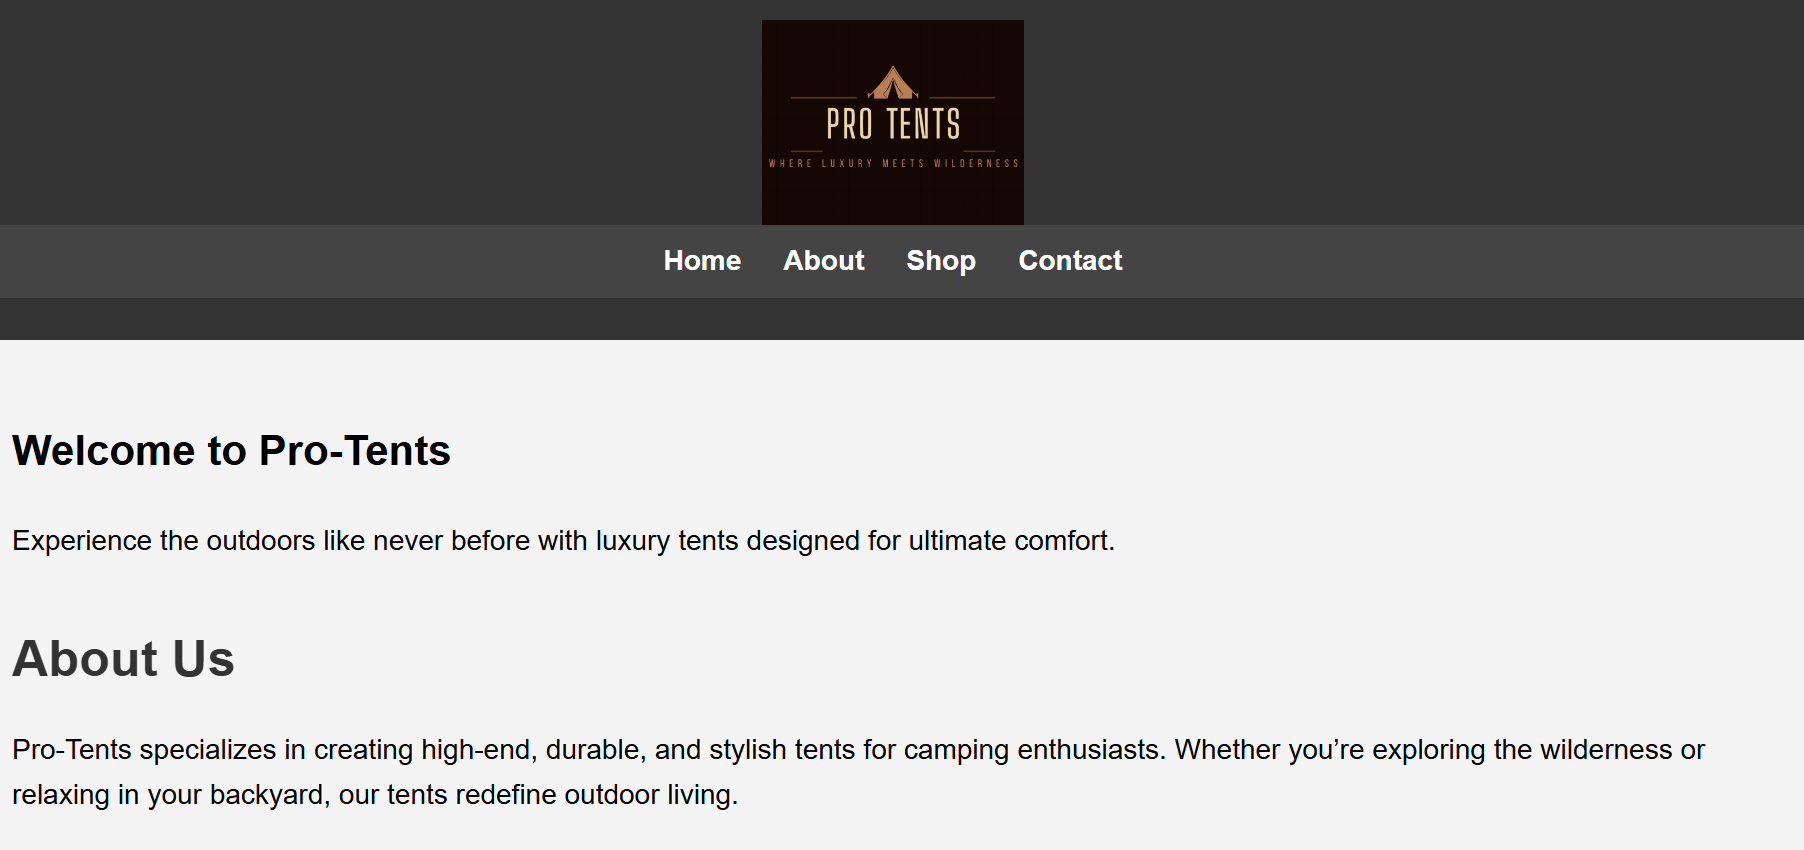 PRO TENTS
WHERE LUXURY MEETS WILDERNESS
Home About Shop Contact
Welcome to Pro-Tents
Experience the outdoors like never before with luxury tents designed for ultimate comfort.
About Us
Pro-Tents specializes in creating high-end, durable, and stylish tents for camping enthusiasts. Whether you’re exploring the wilderness or
relaxing in your backyard, our tents redefine outdoor living.